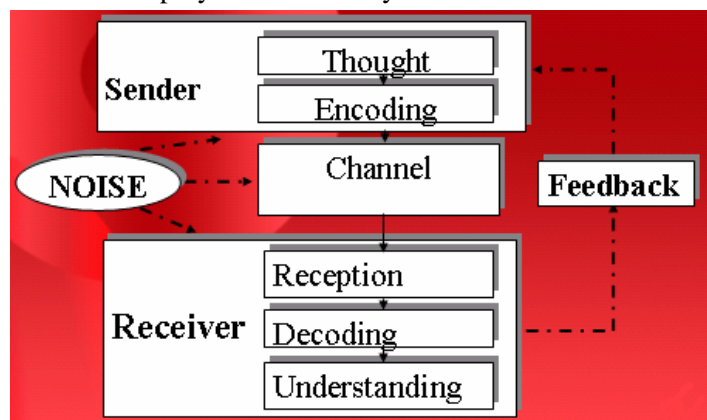 Thought
Sender
Encoding
Channel
NOISE
Feedback
Reception
Receiver
Decoding
Understanding